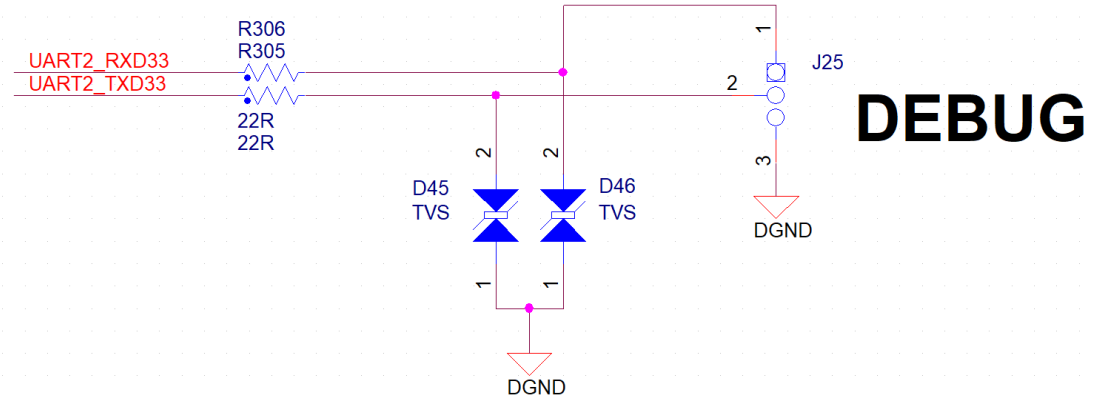 R306
R305
UART2_RXD33
UART2_TXD33
22R
22R
1
2
3
J25
DEBUG
DGND
2
2
D45
TVS
D46
TVS
1
1
DGND